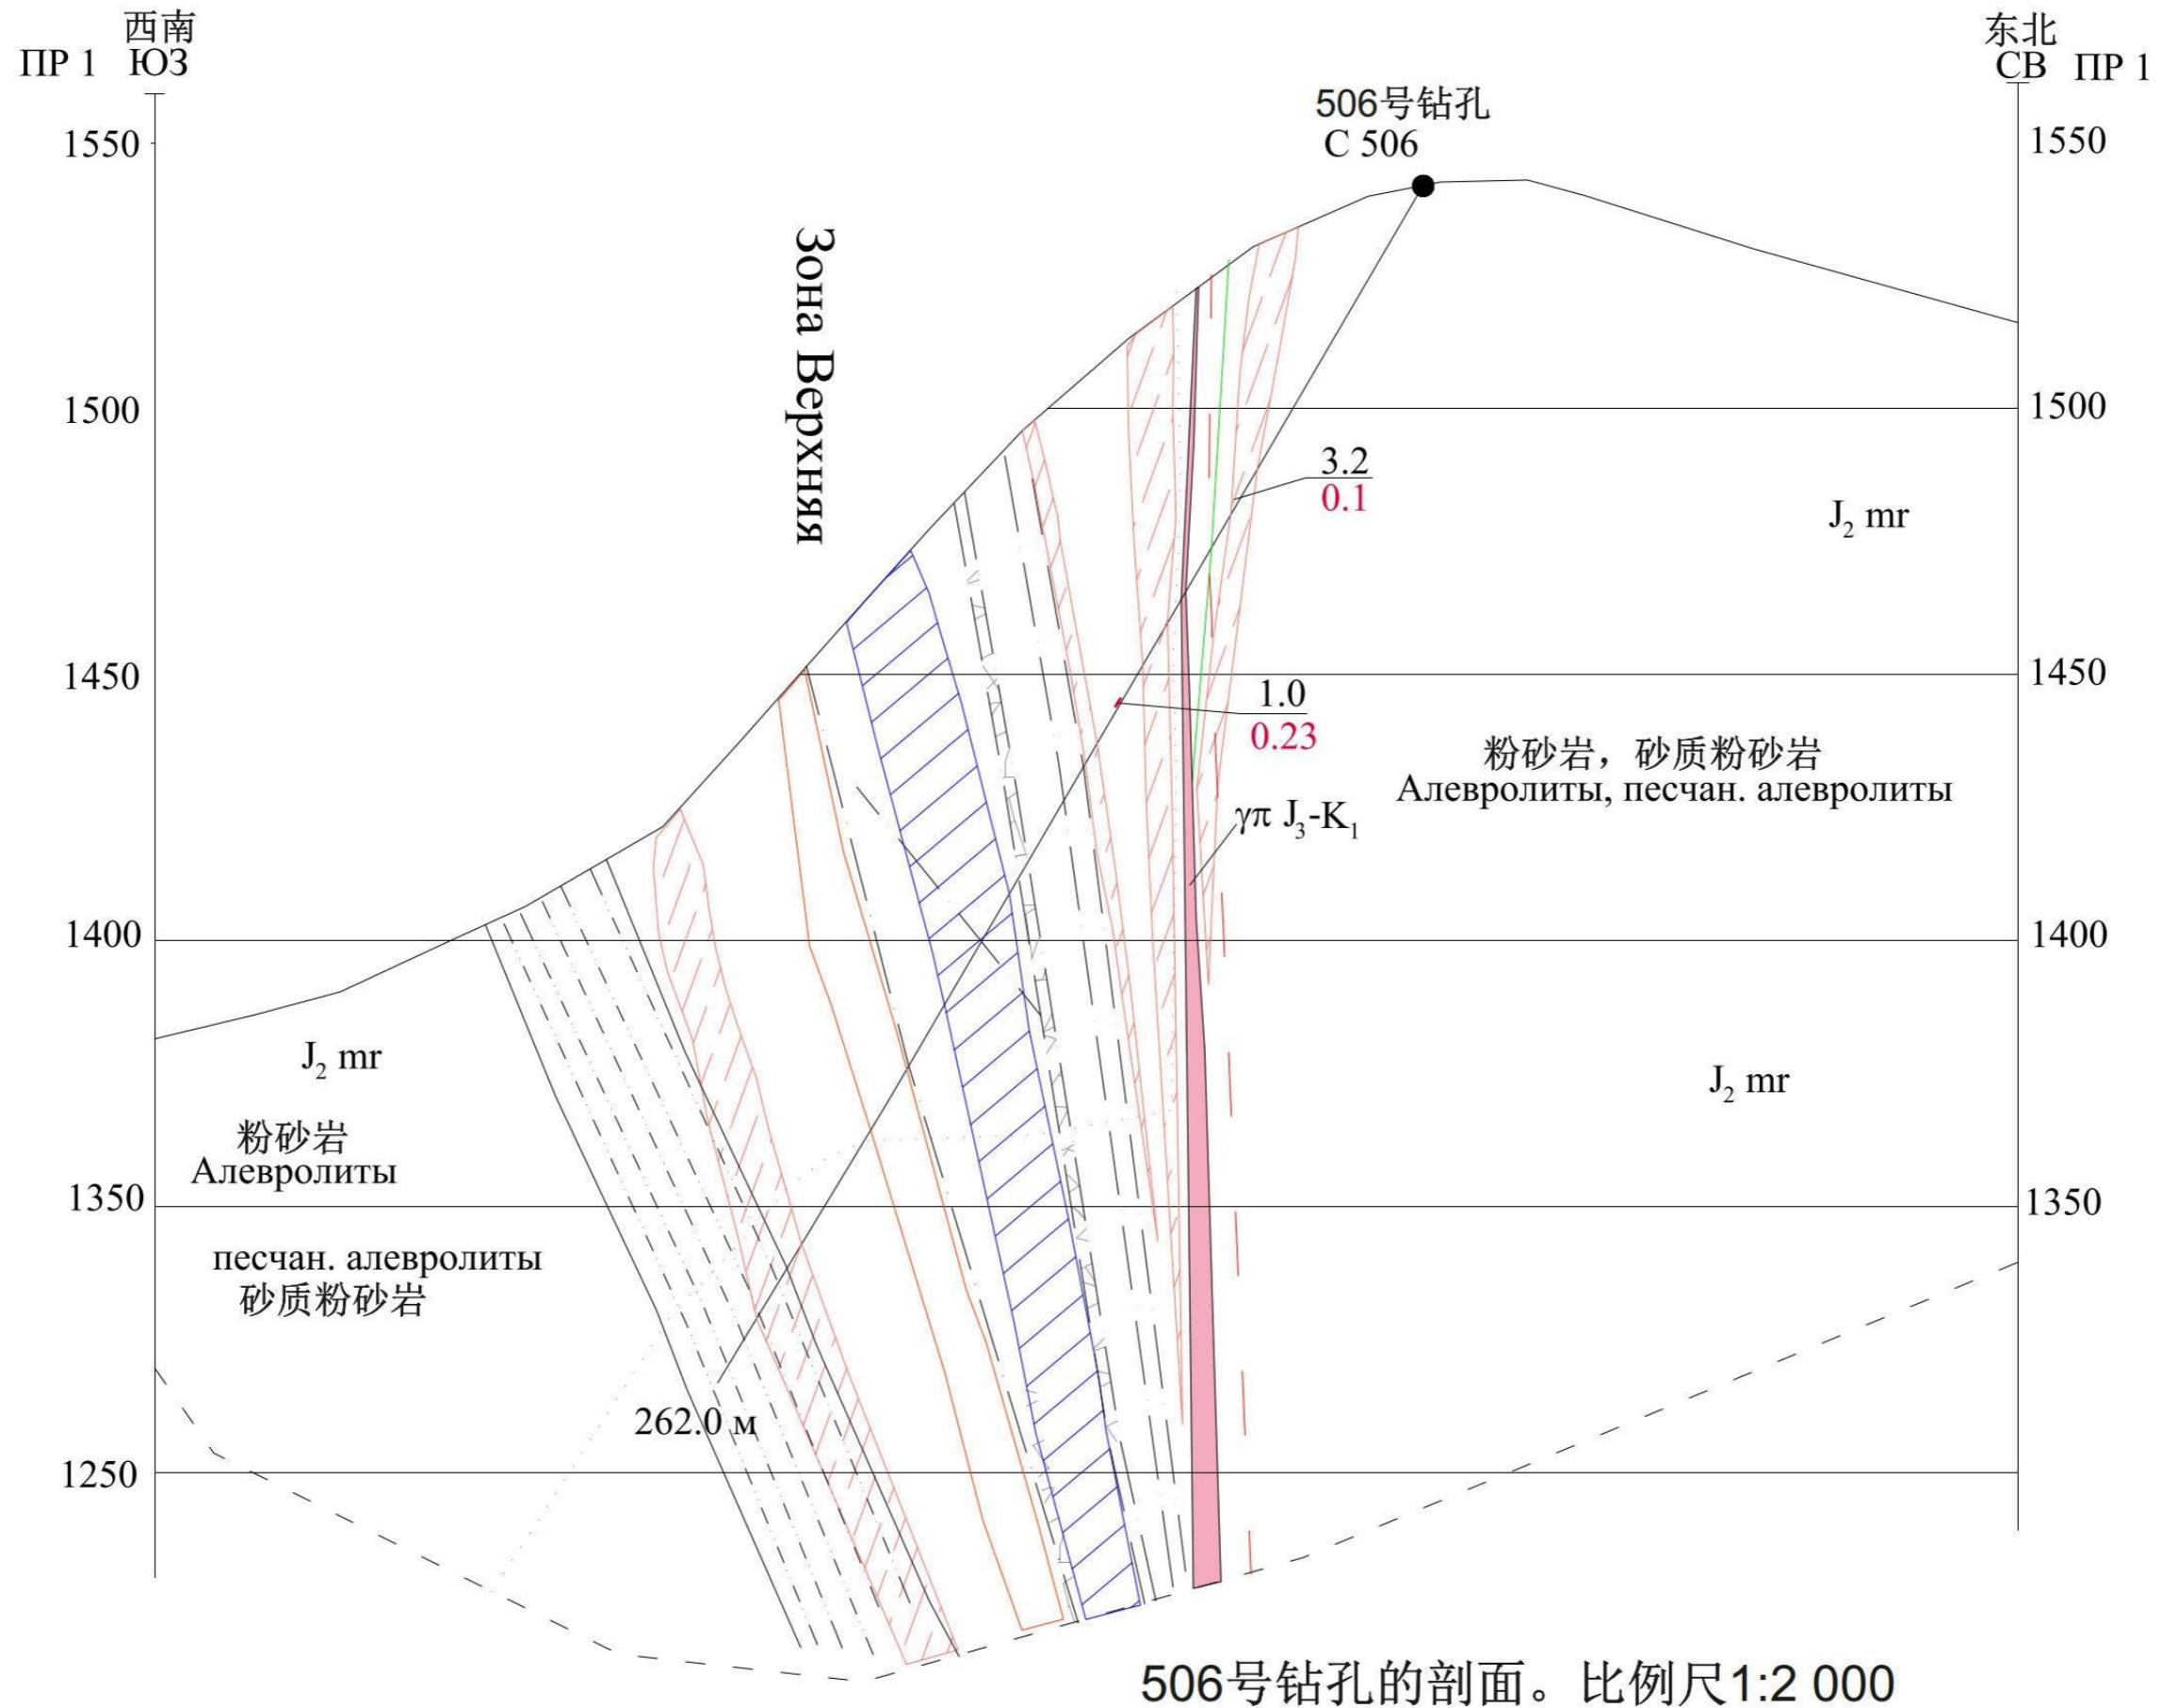 西南
ПР 1 ЮЗ
东北
СВ ПР 1
506号钻孔
С 506
1550
1550
Зона Верхняя
1500
1500
3.2
0.1
J₂ mr
1450
1450
1.0
0.23
粉砂岩，砂质粉砂岩
Алевролиты, песчан. алевролиты
γπ J₃-K₁
1400
1400
J₂ mr
J₂ mr
粉砂岩
Алевролиты
1350
1350
песчан. алевролиты
砂质粉砂岩
262.0 м
1250
506号钻孔的剖面。比例尺1:2 000